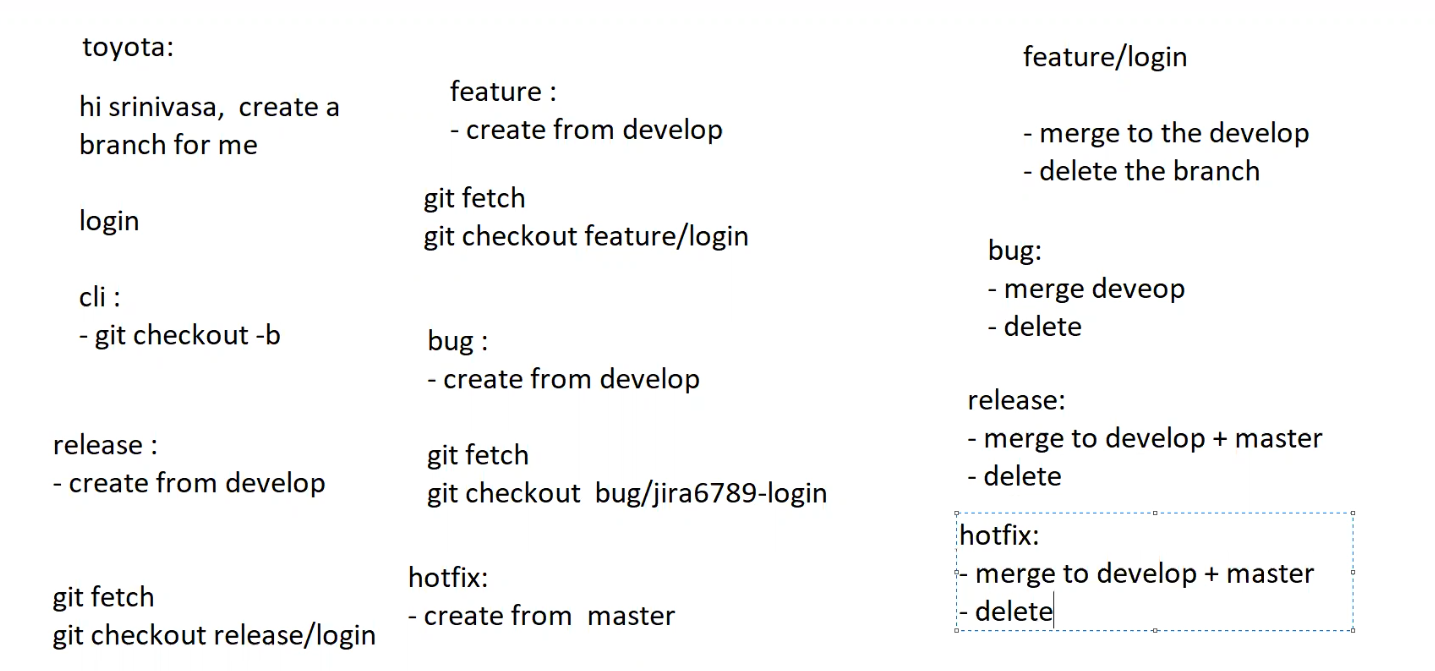 toyota:
hi srinivasa,  create a
branch for me
login
cli :
- git checkout -b
release :
- create from develop
git fetch
git checkout release/login
feature :
- create from develop
git fetch
git checkout feature/login
bug :
- create from develop
git fetch
git checkout  bug/jira6789-login
hotfix:
- create from  master
feature/login
- merge to the develop
- delete the branch
bug:
- merge deveop
- delete
release:
- merge to develop + master
- delete
hotfix:
- merge to develop + master
- delete